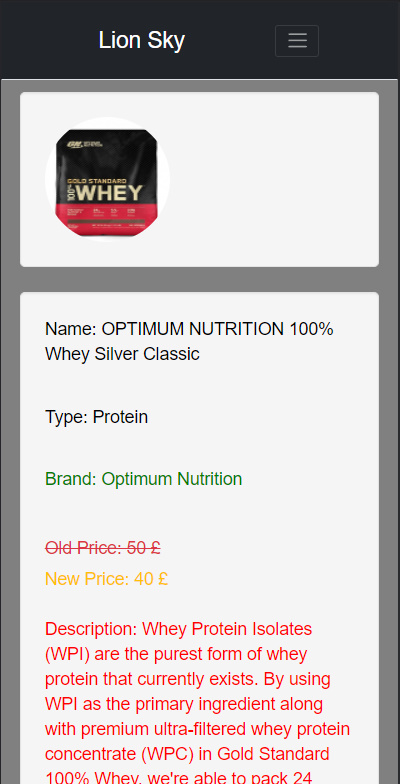 Lion Sky
GOLD STANDARD
100% WHEY
Name: OPTIMUM NUTRITION 100%
Whey Silver Classic
Type: Protein
Brand: Optimum Nutrition
Old Price: 50 £
New Price: 40 £
Description: Whey Protein Isolates
(WPI) are the purest form of whey
protein that currently exists. By using
WPI as the primary ingredient along
with premium ultra-filtered whey protein
concentrate (WPC) in Gold Standard
100% Whey, we're able to pack 24